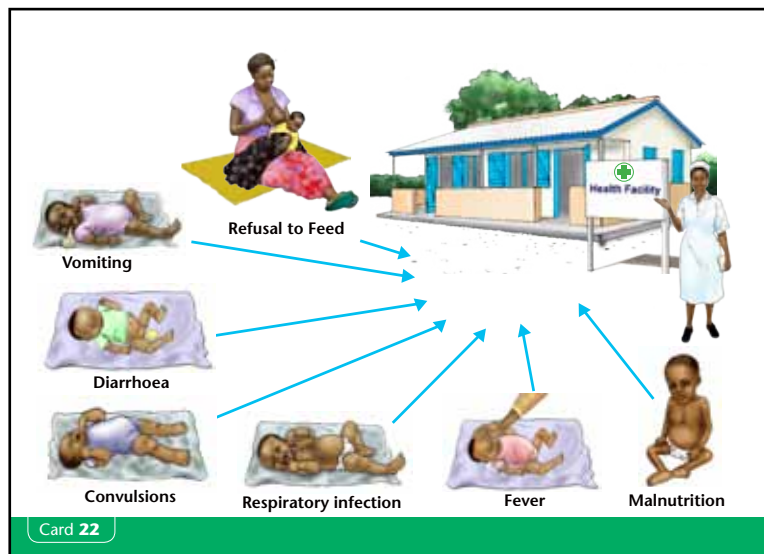 Refusal to Feed
Health Facility
Vomiting
Diarrhoea
Convulsions
Respiratory infection
Fever
Malnutrition
Card 22